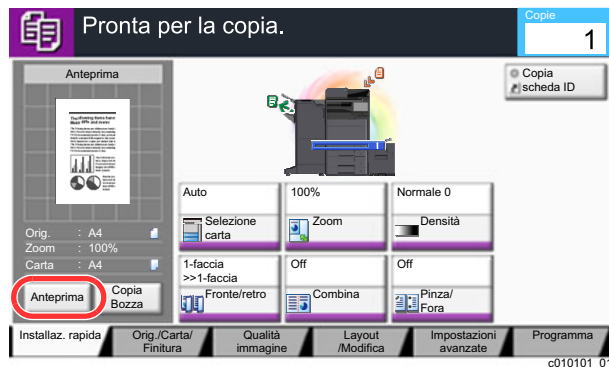 Pronta per la copia.
Copie
1
Anteprima
Copia
scheda ID
Orig. : A4
Zoom : 100%
Carta : A4
Anteprima
Copia
Bozza
Auto
Selezione
carta
100%
Zoom
Normale 0
Densità
1-faccia
>>1-faccia
Fronte/retro
Off
Combina
Off
Pinza/
Fora
Installaz. rapida
Orig./Carta/
Finitura
Qualità
immagine
Layout
/Modifica
Impostazioni
avanzate
Programma
c010101_01